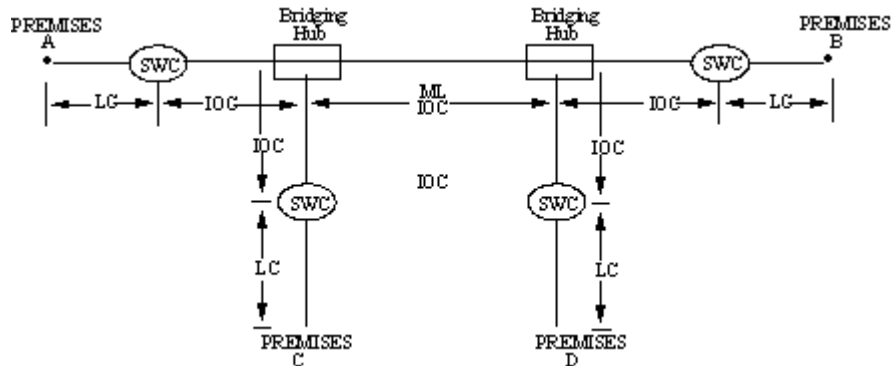 PREMISES
A
Bridging
Hub
Bridging
Hub
PREMISES
B
SWC
SWC
LC
IOC
ML
IOC
IOC
LC
IOC
IOC
IOC
SWC
SWC
LC
LC
PREMISES
C
PREMISES
D